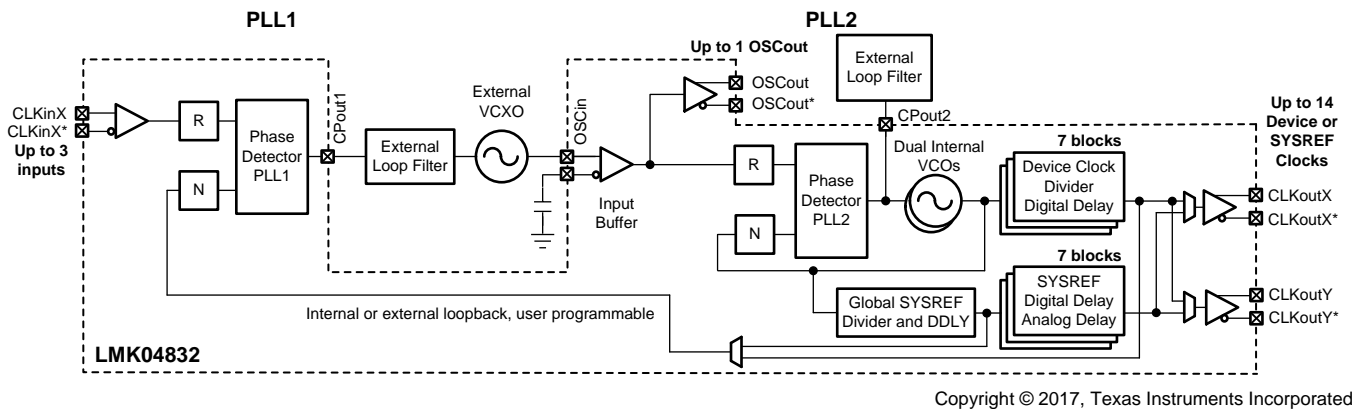 PLL1
PLL2
Up to 1 OSCout
OSCout
OSCout*
External
Loop Filter
CPout2
CLKinX
CLKinX*
Up to 3
inputs
R
N
Phase
Detector
PLL1
CPout1
External
Loop Filter
External
VCXO
OSCin
Input
Buffer
R
N
Phase
Detector
PLL2
Dual Internal
VCOs
7 blocks
Device Clock
Divider
Digital Delay
7 blocks
SYSREF
Digital Delay
Analog Delay
Global SYSREF
Divider and DDLY
Up to 14
Device or
SYSREF
Clocks
CLKoutX
CLKoutX*
CLKoutY
CLKoutY*
Internal or external loopback, user programmable
LMK04832
Copyright © 2017, Texas Instruments Incorporated